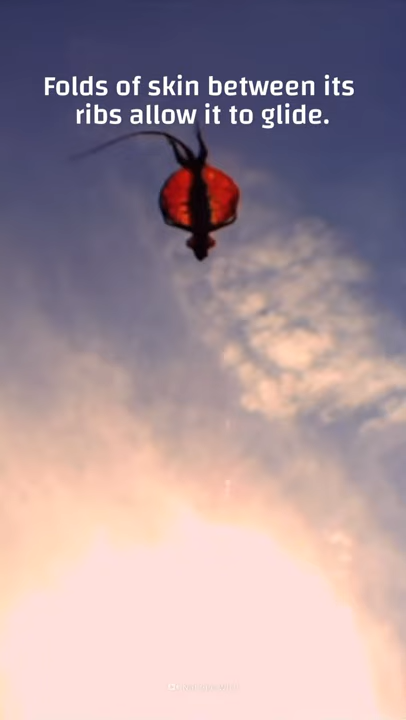 Folds of skin between its
ribs allow it to glide.